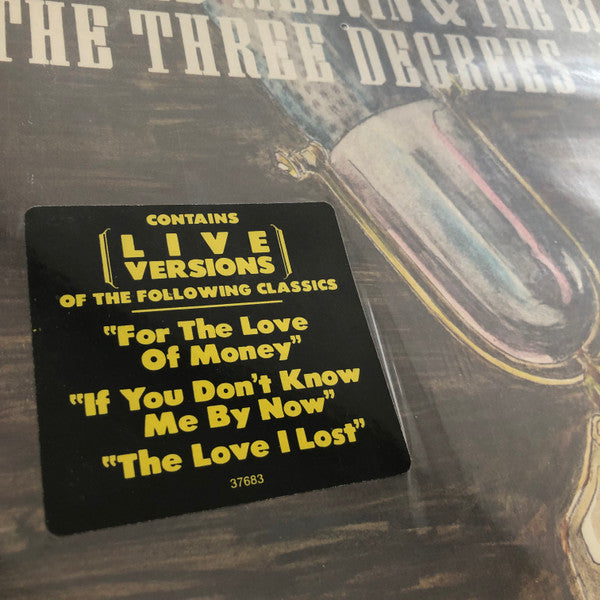 & THE
THE THREE DEGREES
CONTAINS
LIVE
VERSIONS
OF THE FOLLOWING CLASSICS
"For The Love
Of Money"
"If You Don't Know
Me By Now"
"The Love I Lost"
37683